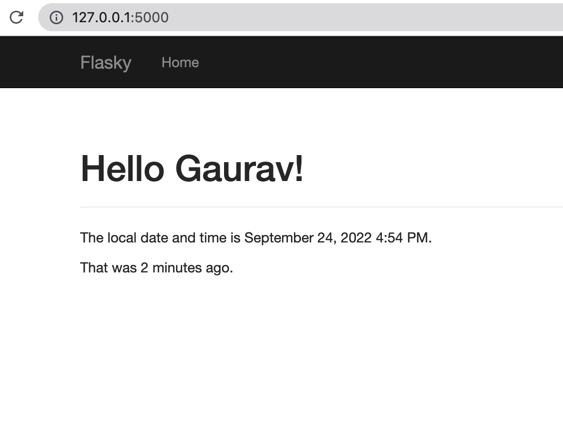 127.0.0.1:5000
Flasky Home
Hello Gaurav!
The local date and time is September 24, 2022 4:54 PM.
That was 2 minutes ago.